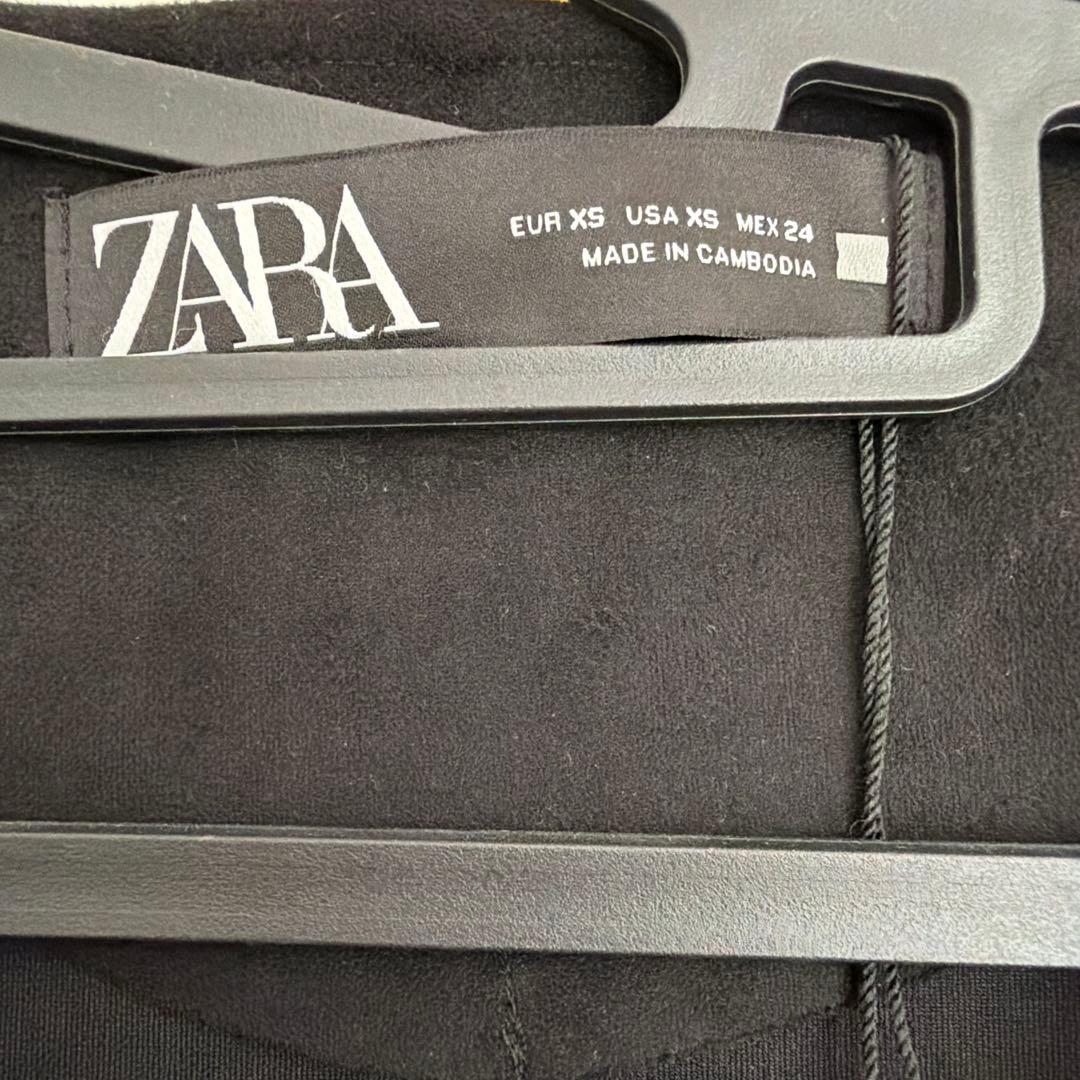 ZARA
EUR XS USA XS MEX 24
MADE IN CAMBODIA